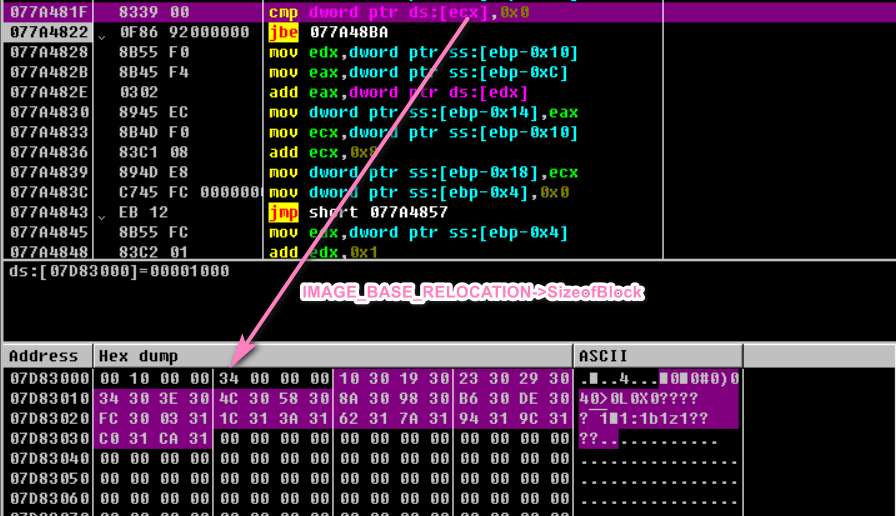 077A481F 8339 00 cmp dword ptr ds:[ecx],0x0
077A4822 0F86 92000000 jbe 077A48BA
077A4828 8B55 F0 mov edx,dword ptr ss:[ebp-0x10]
077A482B 8B45 F4 mov eax,dword ptr ss:[ebp-0xC]
077A482E 0302 add eax,dword ptr ds:[edx]
077A4830 8945 EC mov dword ptr ss:[ebp-0x14],eax
077A4833 8B4D F0 mov ecx,dword ptr ss:[ebp-0x10]
077A4836 83C1 08 add ecx,0x8
077A4839 894D E8 mov dword ptr ss:[ebp-0x18],ecx
077A483C C745 FC 0000000 mov dword ptr ss:[ebp-0x4],0x0
077A4843 EB 12 jmp short 077A4857
077A4845 8B55 FC mov edx,dword ptr ss:[ebp-0x4]
077A4848 83C2 01 add edx,0x1
ds:[07D83000]=00001000
IMAGE_BASE_RELOCATION->SizeofBlock
Address Hex dump ASCII
07D83000 00 10 00 00 34 00 00 00 10 30 19 30 23 30 29 30 .■..4...■0■0#0)0
07D83010 34 30 3E 30 4C 30 58 30 8A 30 98 30 B6 30 DE 30 40>0L0X0????
07D83020 FC 30 03 31 1C 31 3A 31 62 31 7A 31 94 31 9C 31 ? 1■1:1b1z1??
07D83030 C0 31 CA 31 00 00 00 00 00 00 00 00 00 00 00 00 ??............
07D83040 00 00 00 00 00 00 00 00 00 00 00 00 00 00 00 00 ................
07D83050 00 00 00 00 00 00 00 00 00 00 00 00 00 00 00 00 ................
07D83060 00 00 00 00 00 00 00 00 00 00 00 00 00 00 00 00 ................